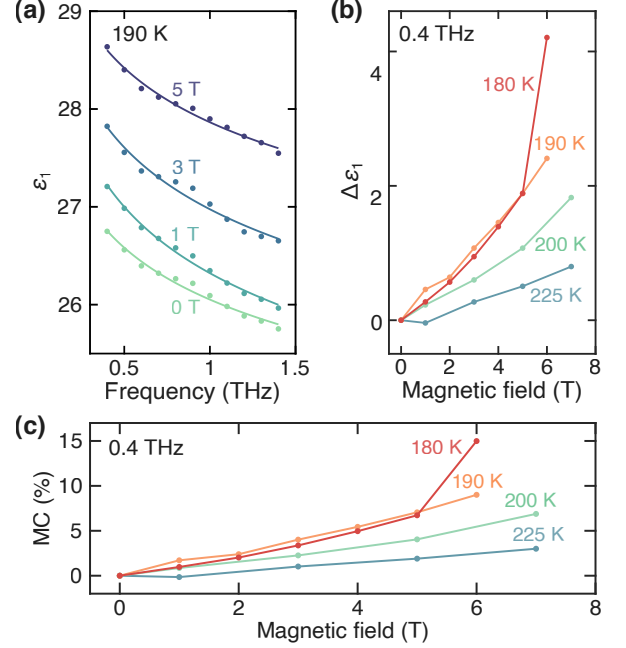 (a)
29
28
27
26
ε₁
190 K
5 T
3 T
1 T
0 T
0.5
1
1.5
Frequency (THz)
(b)
0.4 THz
4
2
0
Δε₁
180 K
190 K
200 K
225 K
0 2 4 6 8
Magnetic field (T)
(c)
15
10
5
0
MC (%)
0.4 THz
180 K
190 K
200 K
225 K
0 2 4 6 8
Magnetic field (T)